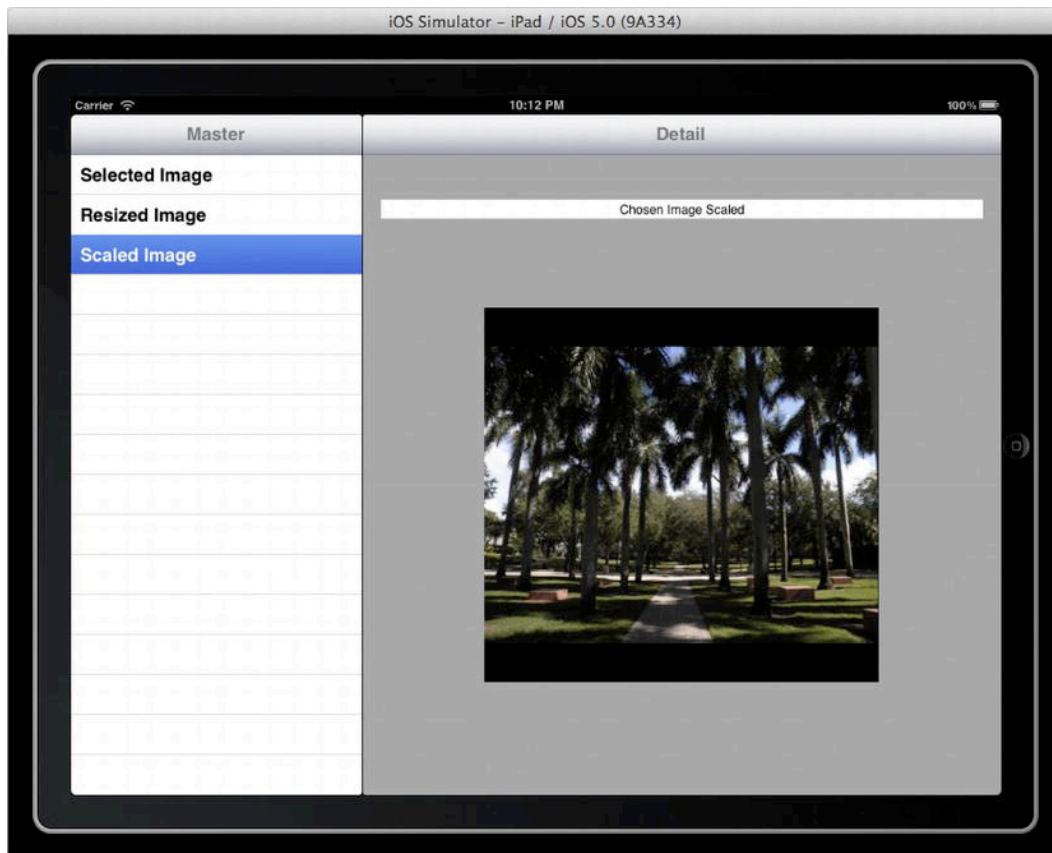 iOS Simulator – iPad / iOS 5.0 (9A334)
Carrier 10:12 PM 100%
Master Detail
Selected Image
Resized Image
Scaled Image
Chosen Image Scaled